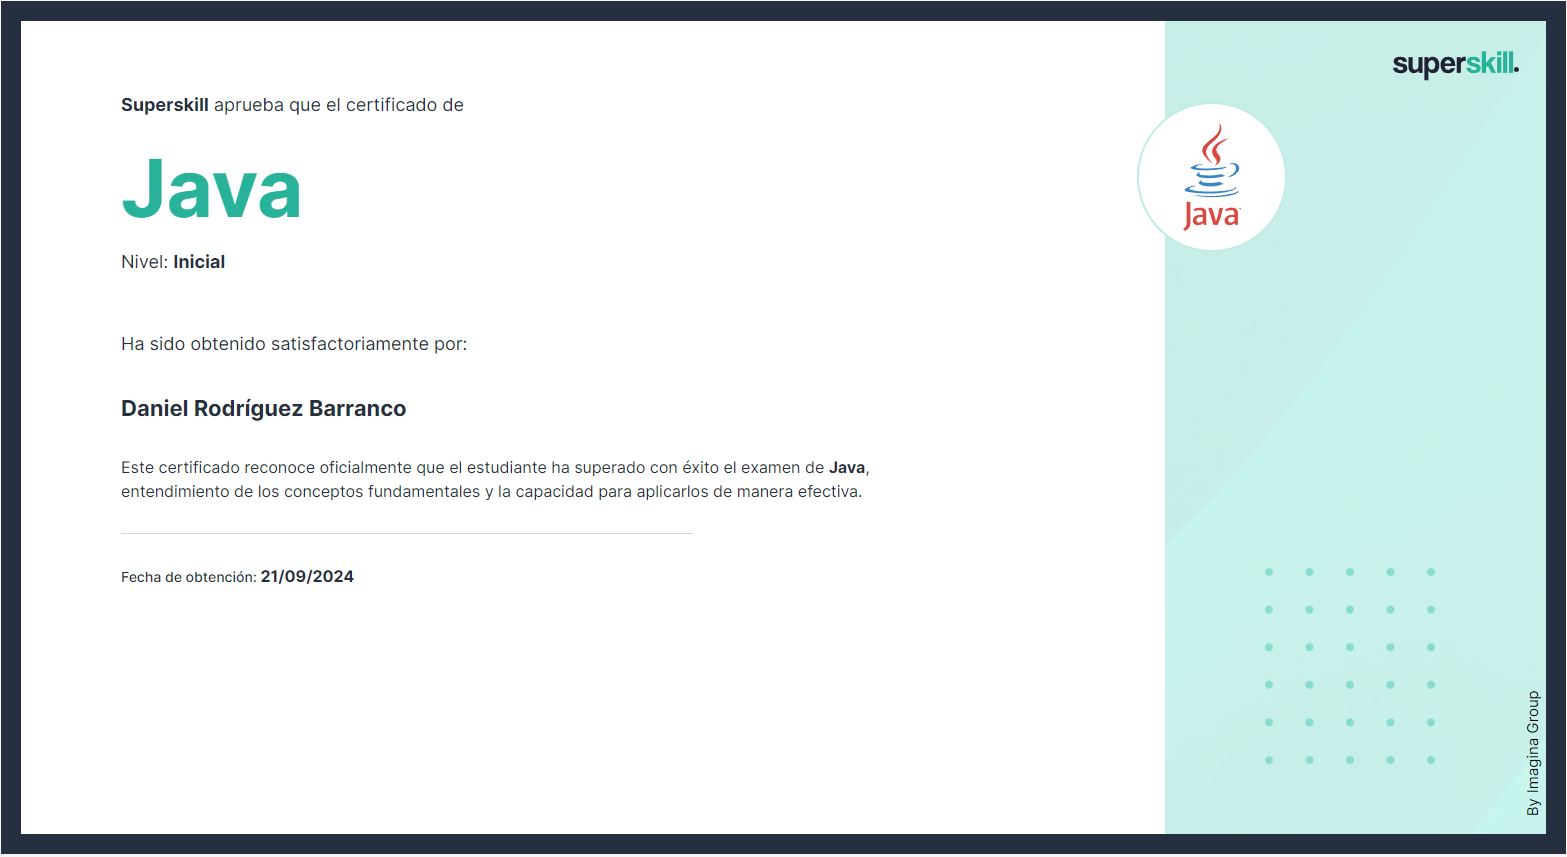 superskill.
Superskill aprueba que el certificado de
Java
Java
Nivel: Inicial
Ha sido obtenido satisfactoriamente por:
Daniel Rodríguez Barranco
Este certificado reconoce oficialmente que el estudiante ha superado con éxito el examen de Java,
entendimiento de los conceptos fundamentales y la capacidad para aplicarlos de manera efectiva.
Fecha de obtención: 21/09/2024
By Imagina Group